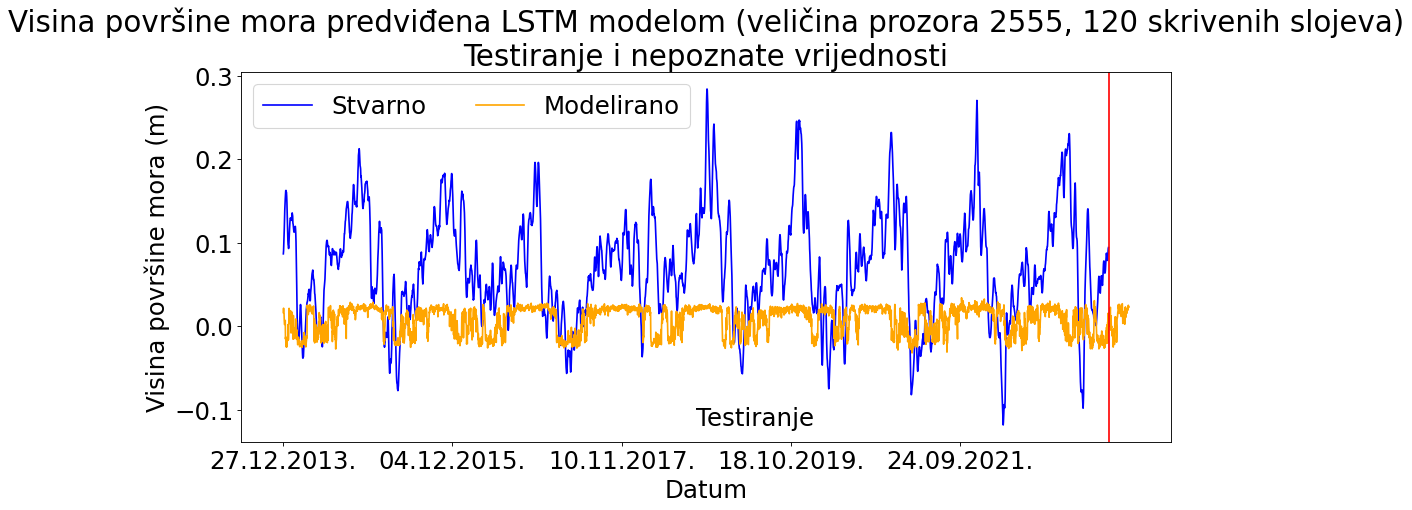 Visina površine mora predviđena LSTM modelom (veličina prozora 2555, 120 skrivenih slojeva)
Testiranje i nepoznate vrijednosti
Stvarno
Modelirano
Visina površine mora (m)
0.3
0.2
0.1
0.0
−0.1
Testiranje
27.12.2013.
04.12.2015.
10.11.2017.
18.10.2019.
24.09.2021.
Datum